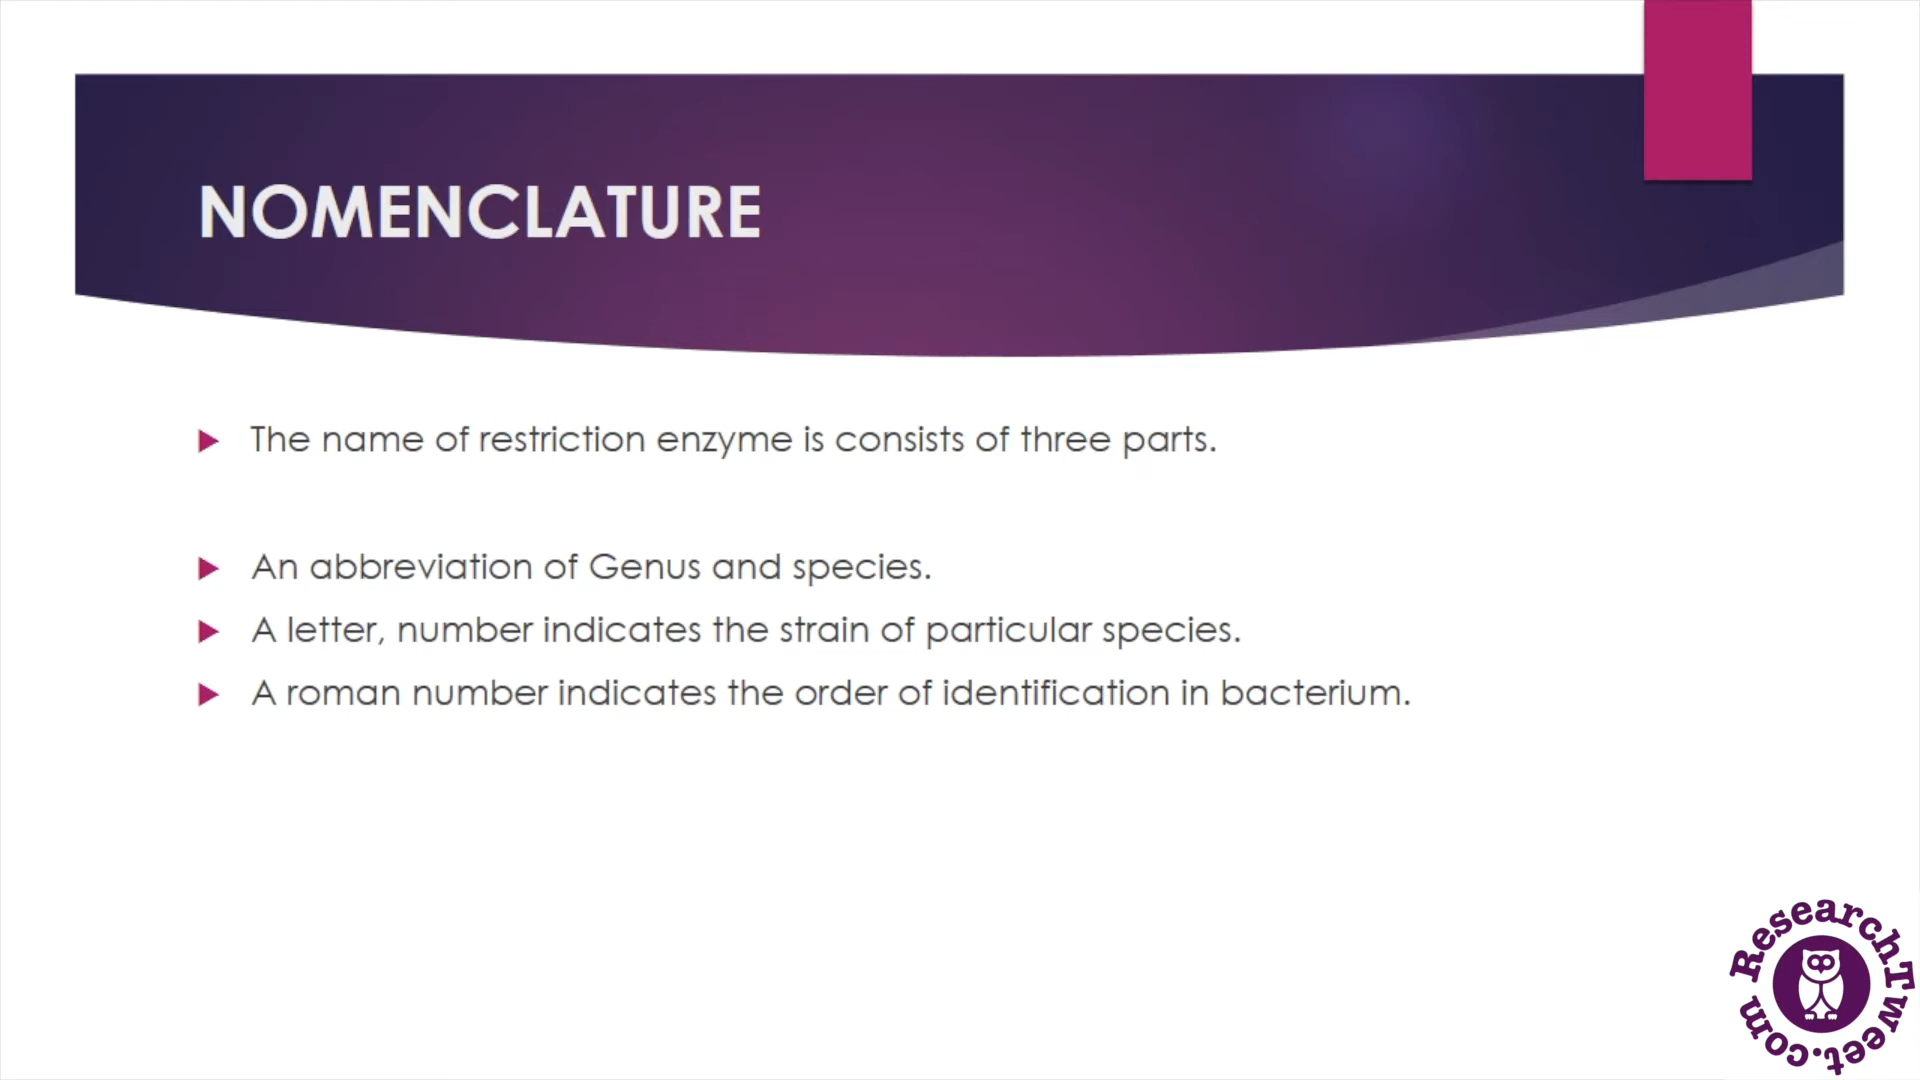 NOMENCLATURE
The name of restriction enzyme is consists of three parts.
An abbreviation of Genus and species.
A letter, number indicates the strain of particular species.
A roman number indicates the order of identification in bacterium.
ResearchTweet.com